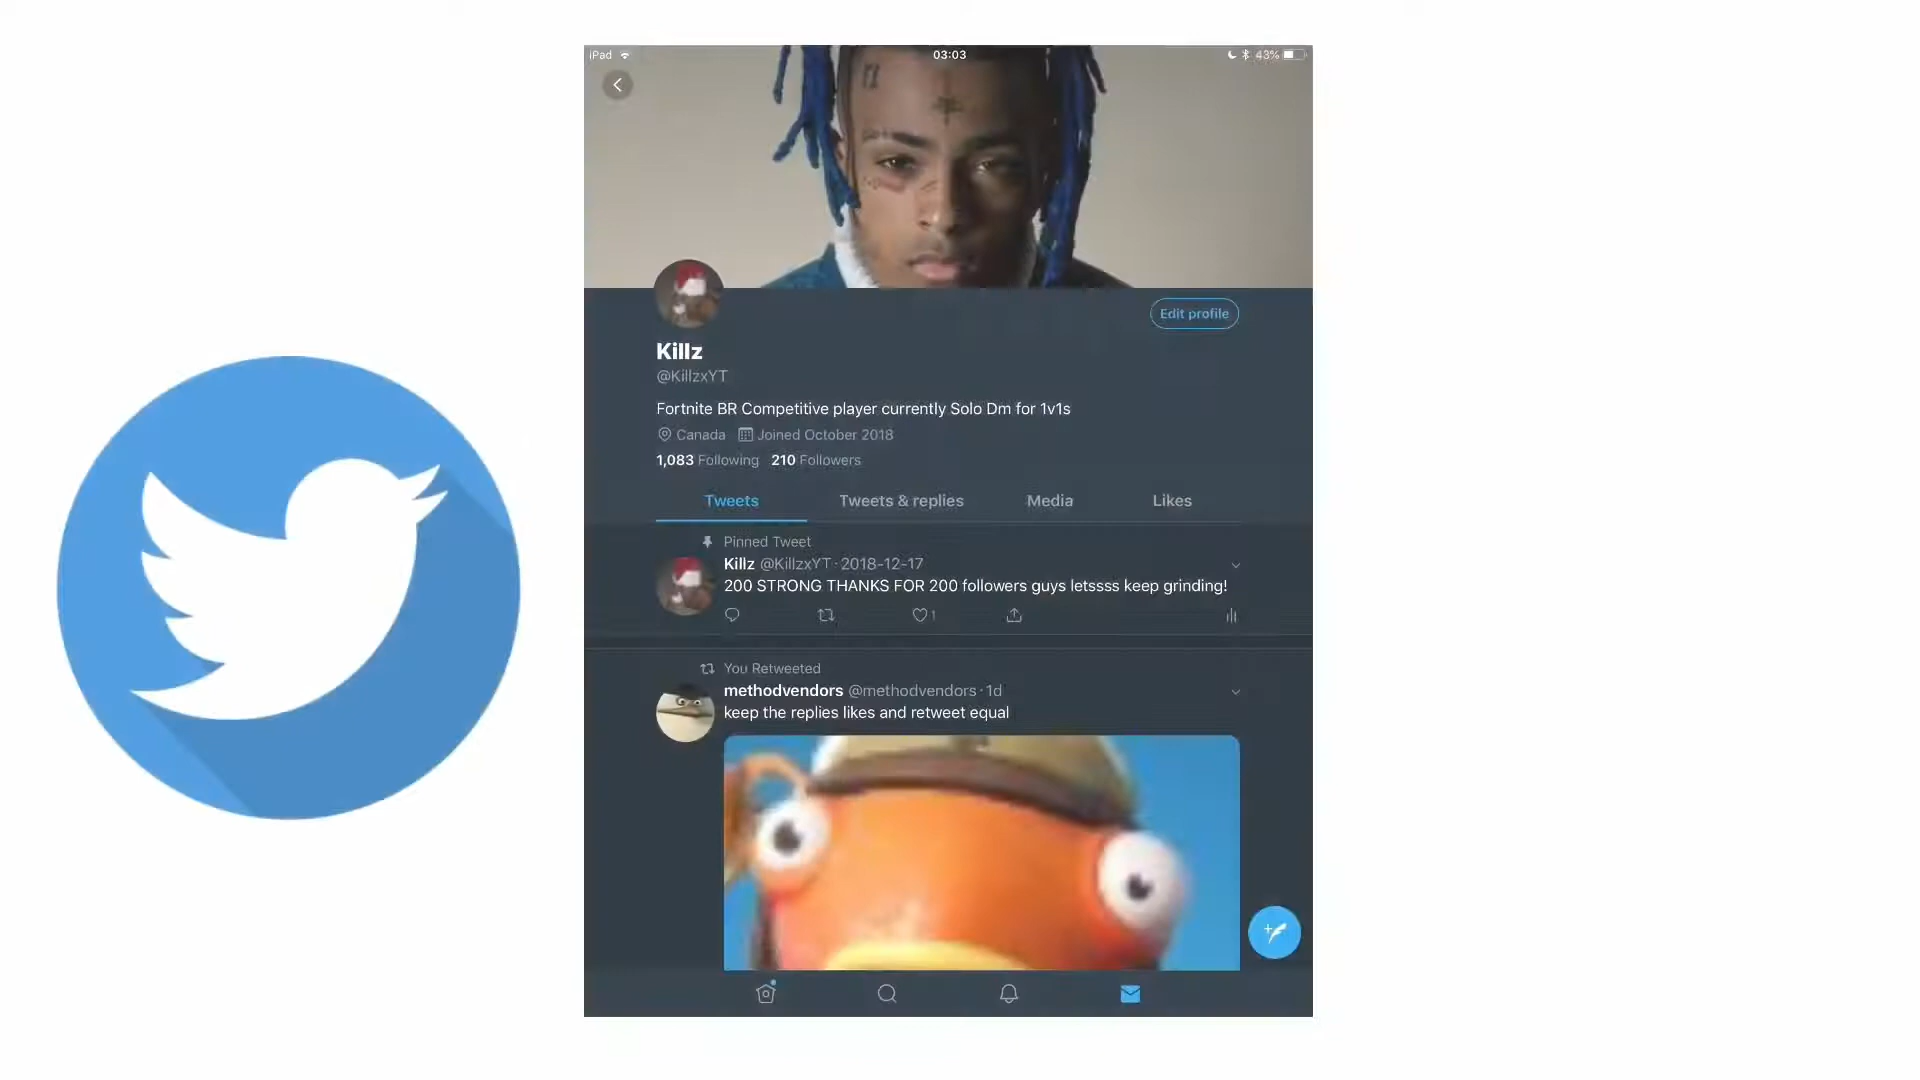 iPad 03:03 43%
Edit profile
Killz
@KillzxYT
Fortnite BR Competitive player currently Solo Dm for 1v1s
Canada Joined October 2018
1,083 Following 210 Followers
Tweets Tweets & replies Media Likes
Pinned Tweet
Killz @KillzxYT · 2018-12-17
200 STRONG THANKS FOR 200 followers guys letssss keep grinding!
1
You Retweeted
methodvendors @methodvendors · 1d
keep the replies likes and retweet equal